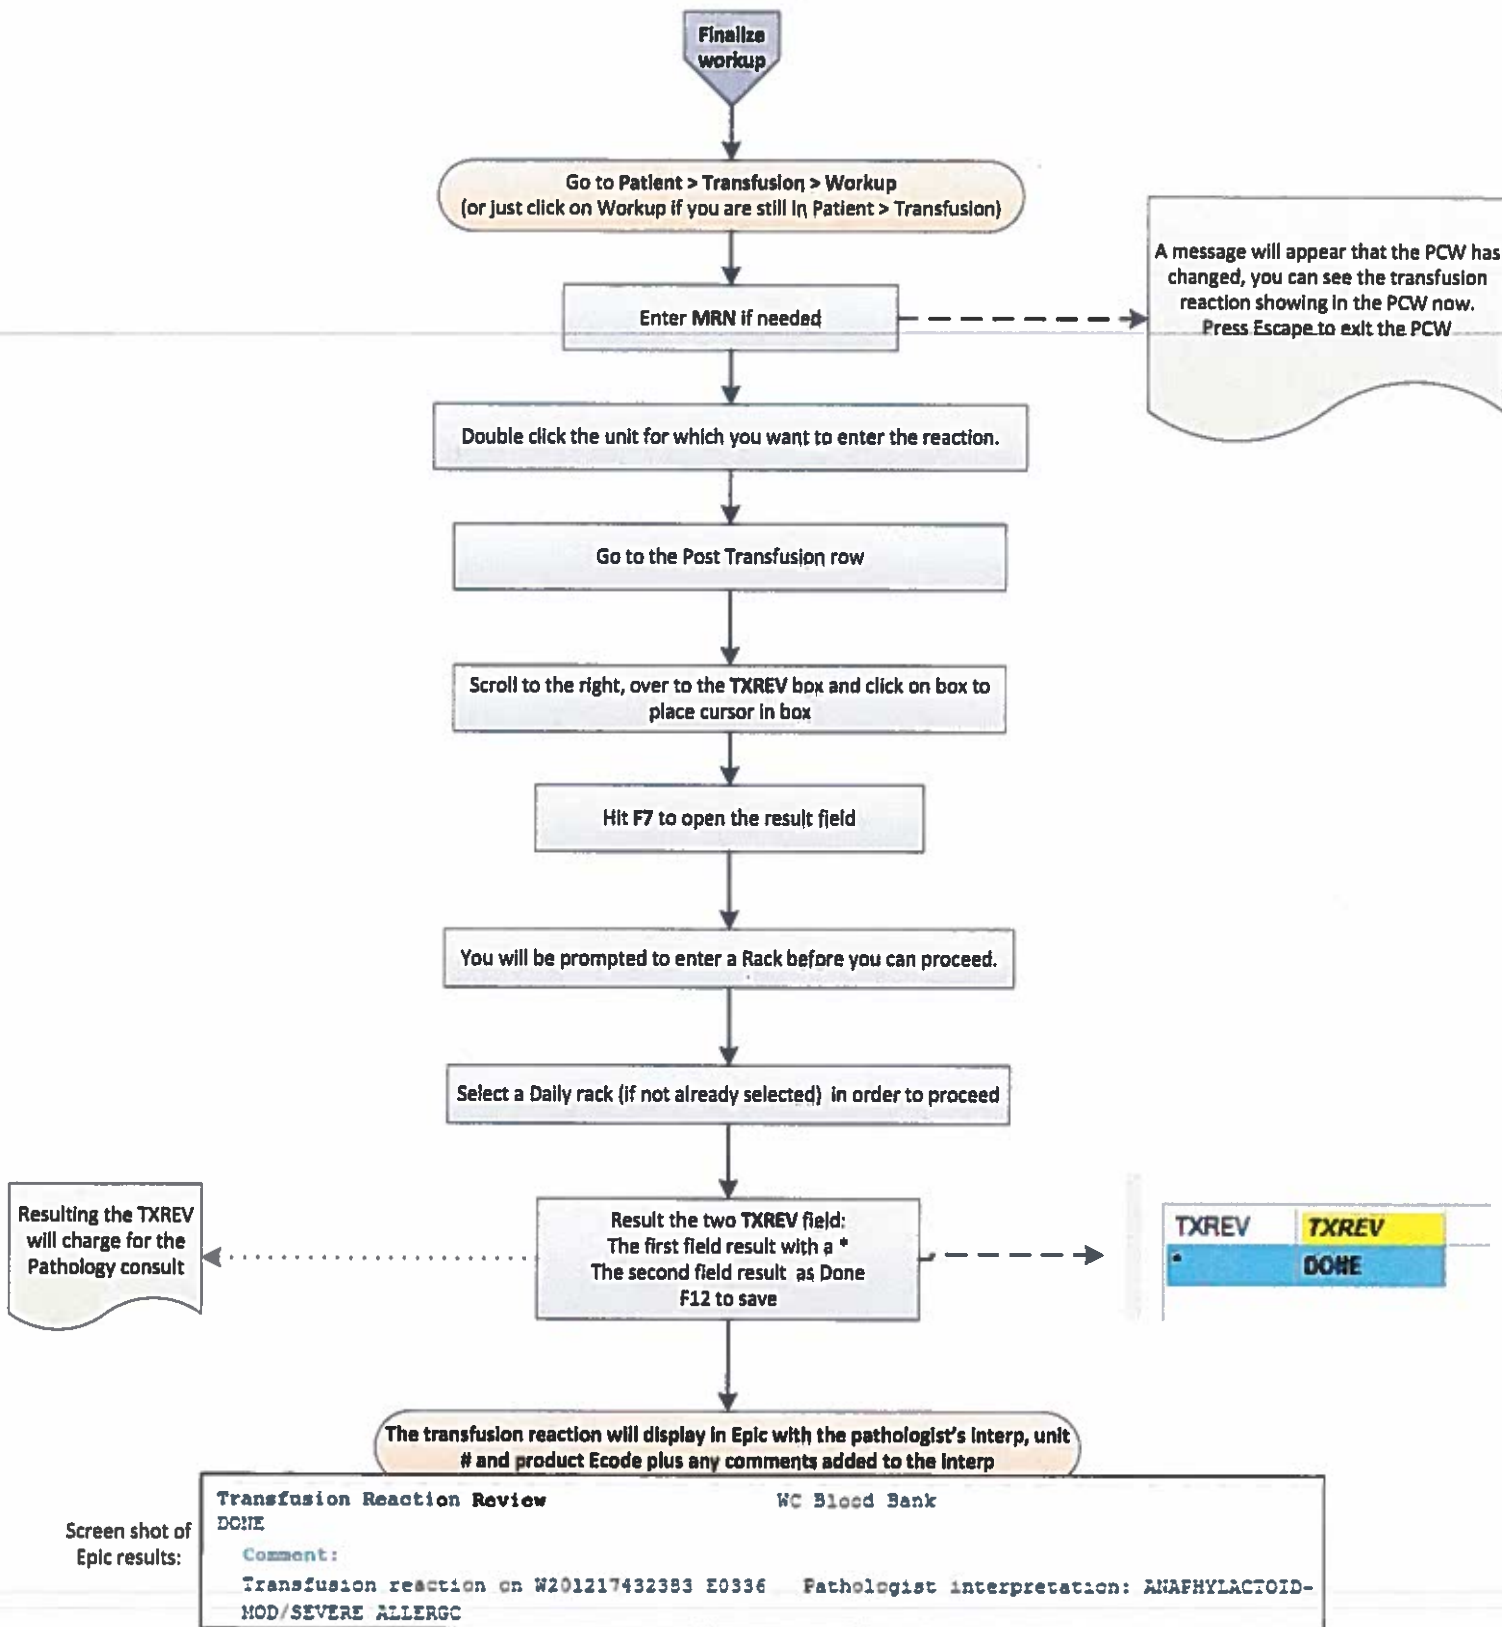 Finalize
workup
Go to Patient > Transfusion > Workup
(or just click on Workup if you are still in Patient > Transfusion)
Enter MRN if needed
A message will appear that the PCW has
changed, you can see the transfusion
reaction showing in the PCW now.
Press Escape to exit the PCW
Double click the unit for which you want to enter the reaction.
Go to the Post Transfusion row
Scroll to the right, over to the TXREV box and click on box to
place cursor in box
Hit F7 to open the result field
You will be prompted to enter a Rack before you can proceed.
Select a Daily rack (if not already selected) in order to proceed
Resulting the TXREV
will charge for the
Pathology consult
Result the two TXREV field:
The first field result with a *
The second field result as Done
F12 to save
TXREV TXREV
* DONE
The transfusion reaction will display in Epic with the pathologist's interp, unit
# and product Ecode plus any comments added to the interp
Screen shot of
Epic results:
Transfusion Reaction Review WC Blood Bank
DONE
Comment:
Transfusion reaction on W201217432383 E0336 Pathologist interpretation: ANAPHYLACTOID-
MOD/SEVERE ALLERGC